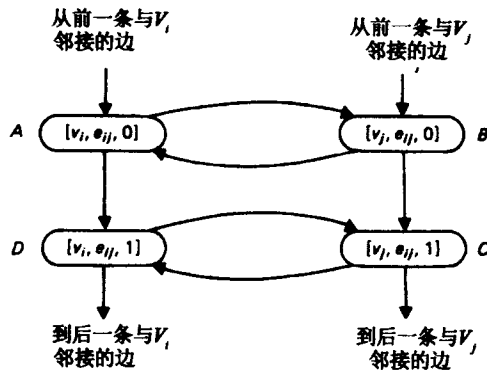 从前一条与V_i
邻接的边
从前一条与V_j
邻接的边
A
[v_i, e_ij, 0]
[v_j, e_ij, 0]
B
D
[v_i, e_ij, 1]
[v_j, e_ij, 1]
C
到后一条与V_i
邻接的边
到后一条与V_j
邻接的边